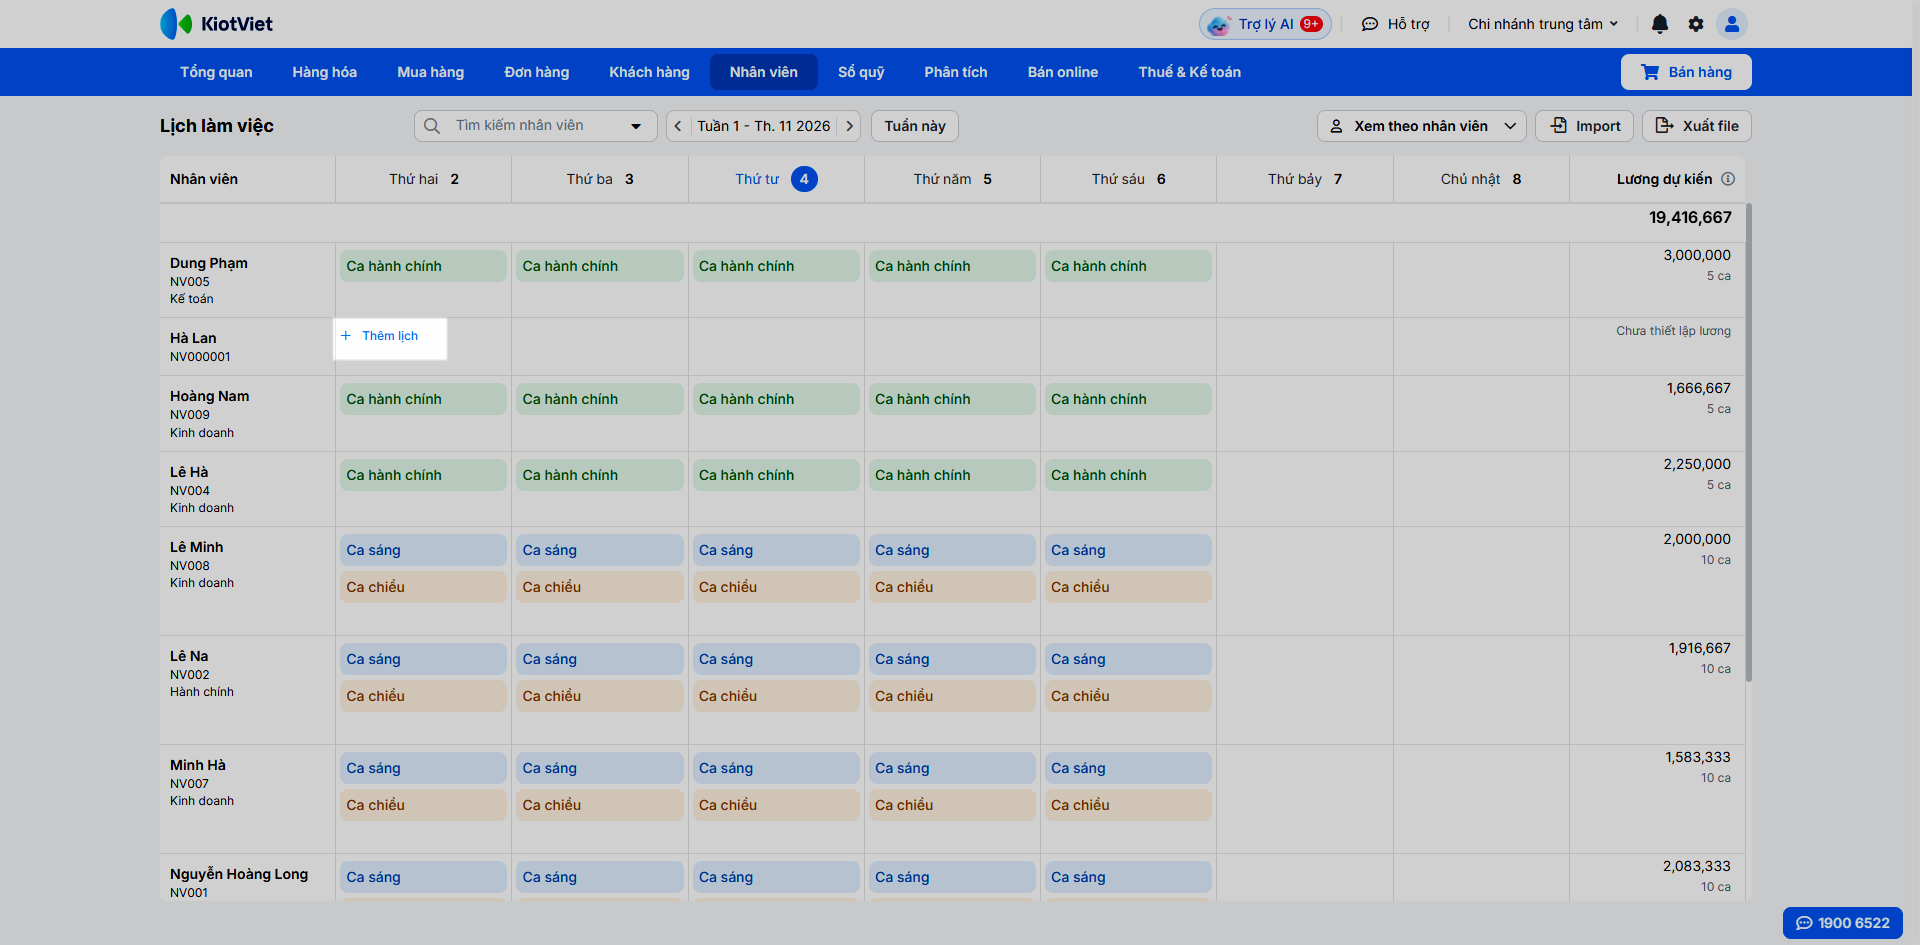 KiotViet
Trợ lý AI 9+
Hỗ trợ
Chi nhánh trung tâm
Tổng quan
Hàng hóa
Mua hàng
Đơn hàng
Khách hàng
Nhân viên
Sổ quỹ
Phân tích
Bán online
Thuế & Kế toán
Bán hàng
Lịch làm việc
Tìm kiếm nhân viên
Tuần 1 - Th. 11 2026
Tuần này
Xem theo nhân viên
Import
Xuất file
Nhân viên
Thứ hai 2
Thứ ba 3
Thứ tư 4
Thứ năm 5
Thứ sáu 6
Thứ bảy 7
Chủ nhật 8
Lương dự kiến
19,416,667
Dung Phạm
NV005
Kế toán
Ca hành chính
Ca hành chính
Ca hành chính
Ca hành chính
Ca hành chính
3,000,000
5 ca
Hà Lan
NV000001
+ Thêm lịch
Chưa thiết lập lương
Hoàng Nam
NV009
Kinh doanh
Ca hành chính
Ca hành chính
Ca hành chính
Ca hành chính
Ca hành chính
1,666,667
5 ca
Lê Hà
NV004
Kinh doanh
Ca hành chính
Ca hành chính
Ca hành chính
Ca hành chính
Ca hành chính
2,250,000
5 ca
Lê Minh
NV008
Kinh doanh
Ca sáng
Ca sáng
Ca sáng
Ca sáng
Ca sáng
Ca chiều
Ca chiều
Ca chiều
Ca chiều
Ca chiều
2,000,000
10 ca
Lê Na
NV002
Hành chính
Ca sáng
Ca sáng
Ca sáng
Ca sáng
Ca sáng
Ca chiều
Ca chiều
Ca chiều
Ca chiều
Ca chiều
1,916,667
10 ca
Minh Hà
NV007
Kinh doanh
Ca sáng
Ca sáng
Ca sáng
Ca sáng
Ca sáng
Ca chiều
Ca chiều
Ca chiều
Ca chiều
Ca chiều
1,583,333
10 ca
Nguyễn Hoàng Long
NV001
Ca sáng
Ca sáng
Ca sáng
Ca sáng
Ca sáng
2,083,333
10 ca
1900 6522